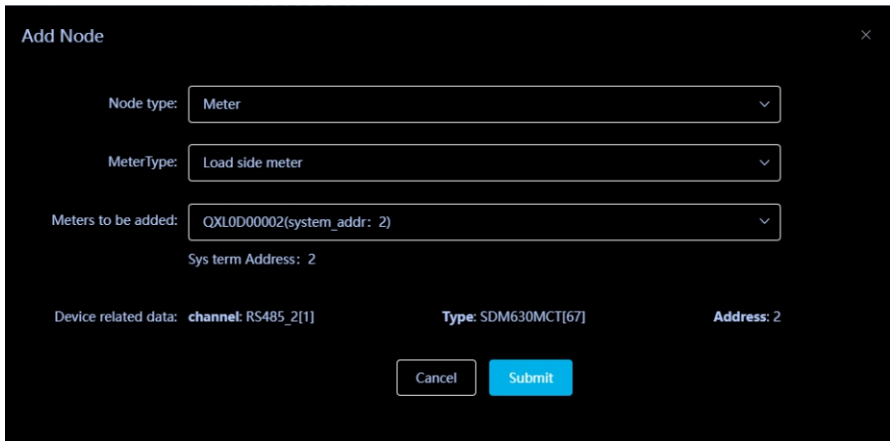 Add Node
Node type: Meter
MeterType: Load side meter
Meters to be added: QXL0D00002(system_addr: 2)
Sys term Address: 2
Device related data: channel: RS485_2[1] Type: SDM630MCT[67] Address: 2
Cancel Submit